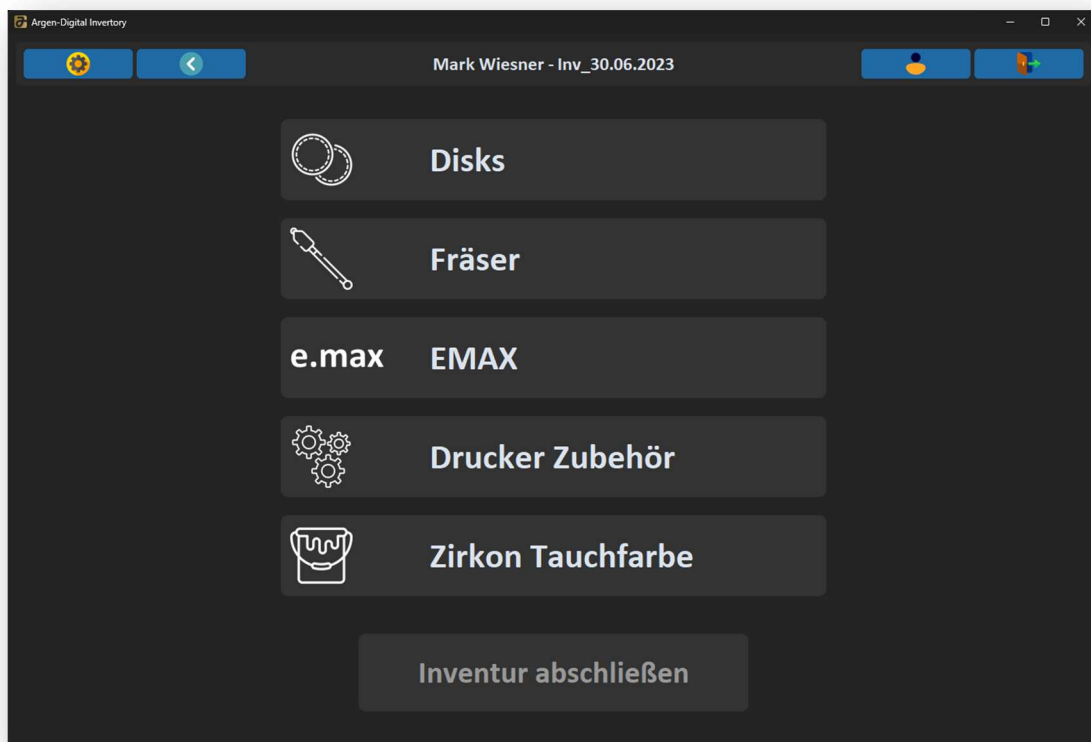 Argen-Digital Invertory
Mark Wiesner - Inv_30.06.2023
Disks
Fräser
e.max EMAX
Drucker Zubehör
Zirkon Tauchfarbe
Inventur abschließen